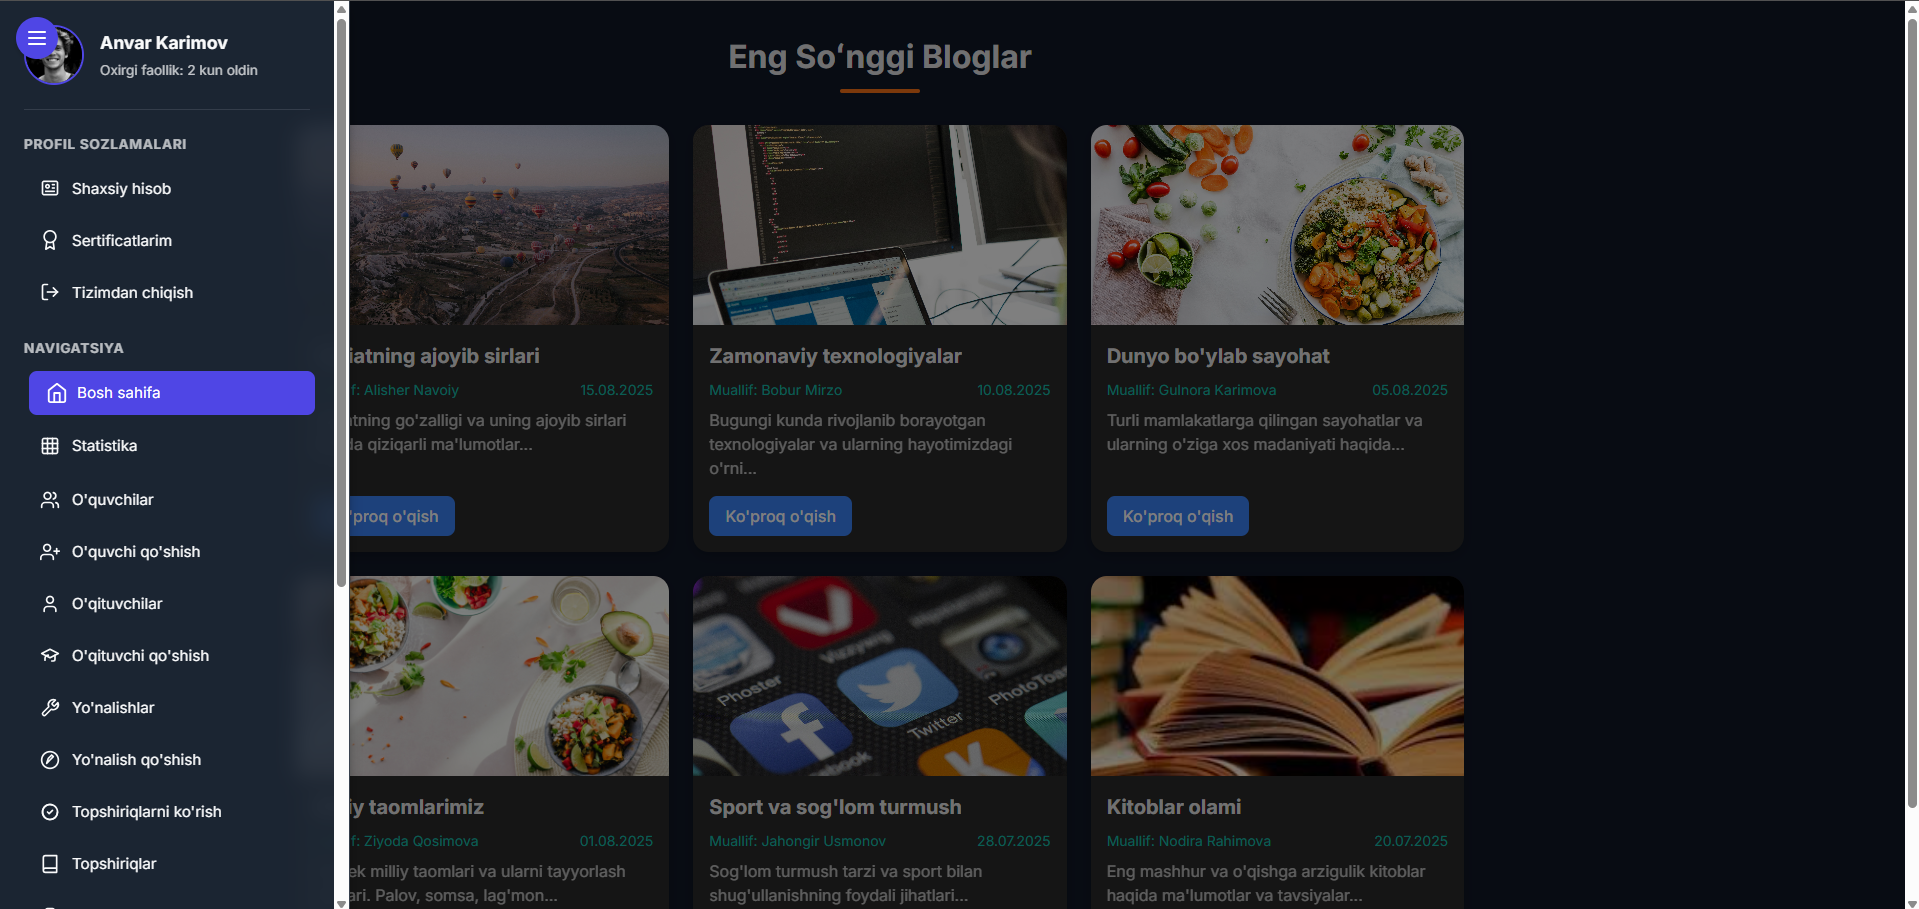 Anvar Karimov
Oxirgi faollik: 2 kun oldin
PROFIL SOZLAMALARI
Shaxsiy hisob
Sertificatlarim
Tizimdan chiqish
NAVIGATSIYA
Bosh sahifa
Statistika
O'quvchilar
O'quvchi qo'shish
O'qituvchilar
O'qituvchi qo'shish
Yo'nalishlar
Yo'nalish qo'shish
Topshiriqlarni ko'rish
Topshiriqlar
Eng Soʻnggi Bloglar
iatning ajoyib sirlari
f: Alisher Navoiy
15.08.2025
tning go'zalligi va uning ajoyib sirlari
la qiziqarli ma'lumotlar...
'proq o'qish
Zamonaviy texnologiyalar
Muallif: Bobur Mirzo
10.08.2025
Bugungi kunda rivojlanib borayotgan
texnologiyalar va ularning hayotimizdagi
o'rni...
Ko'proq o'qish
Dunyo bo'ylab sayohat
Muallif: Gulnora Karimova
05.08.2025
Turli mamlakatlarga qilingan sayohatlar va
ularning o'ziga xos madaniyati haqida...
Ko'proq o'qish
iy taomlarimiz
f: Ziyoda Qosimova
01.08.2025
ek milliy taomlari va ularni tayyorlash
ari. Palov, somsa, lag'mon...
Phoster
Twitter
PhotoToa
Sport va sog'lom turmush
Muallif: Jahongir Usmonov
28.07.2025
Sog'lom turmush tarzi va sport bilan
shug'ullanishning foydali jihatlari...
Kitoblar olami
Muallif: Nodira Rahimova
20.07.2025
Eng mashhur va o'qishga arzigulik kitoblar
haqida ma'lumotlar va tavsiyalar...